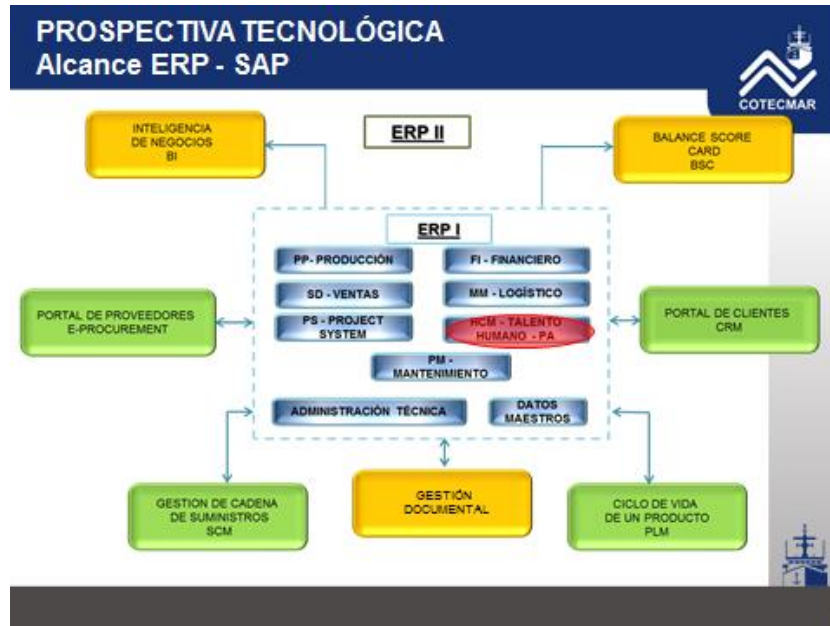 PROSPECTIVA TECNOLÓGICA
Alcance ERP - SAP
COTECMAR
INTELIGENCIA
DE NEGOCIOS
BI
ERP II
BALANCE SCORE
CARD
BSC
ERP I
PP- PRODUCCIÓN
FI - FINANCIERO
SD - VENTAS
MM - LOGÍSTICO
PS - PROJECT
SYSTEM
HCM - TALENTO
HUMANO - PA
PM -
MANTENIMIENTO
ADMINISTRACIÓN TÉCNICA
DATOS
MAESTROS
PORTAL DE PROVEEDORES
E-PROCUREMENT
PORTAL DE CLIENTES
CRM
GESTION DE CADENA
DE SUMINISTROS
SCM
GESTIÓN
DOCUMENTAL
CICLO DE VIDA
DE UN PRODUCTO
PLM